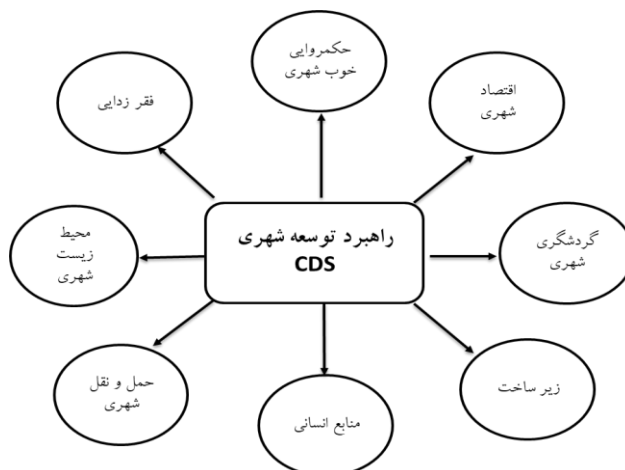 حکمروایی
خوب شهری
اقتصاد
شهری
فقر زدایی
گردشگری
شهری
راهبرد توسعه شهری
CDS
محیط
زیست
شهری
زیر ساخت
حمل و نقل
شهری
منابع انسانی